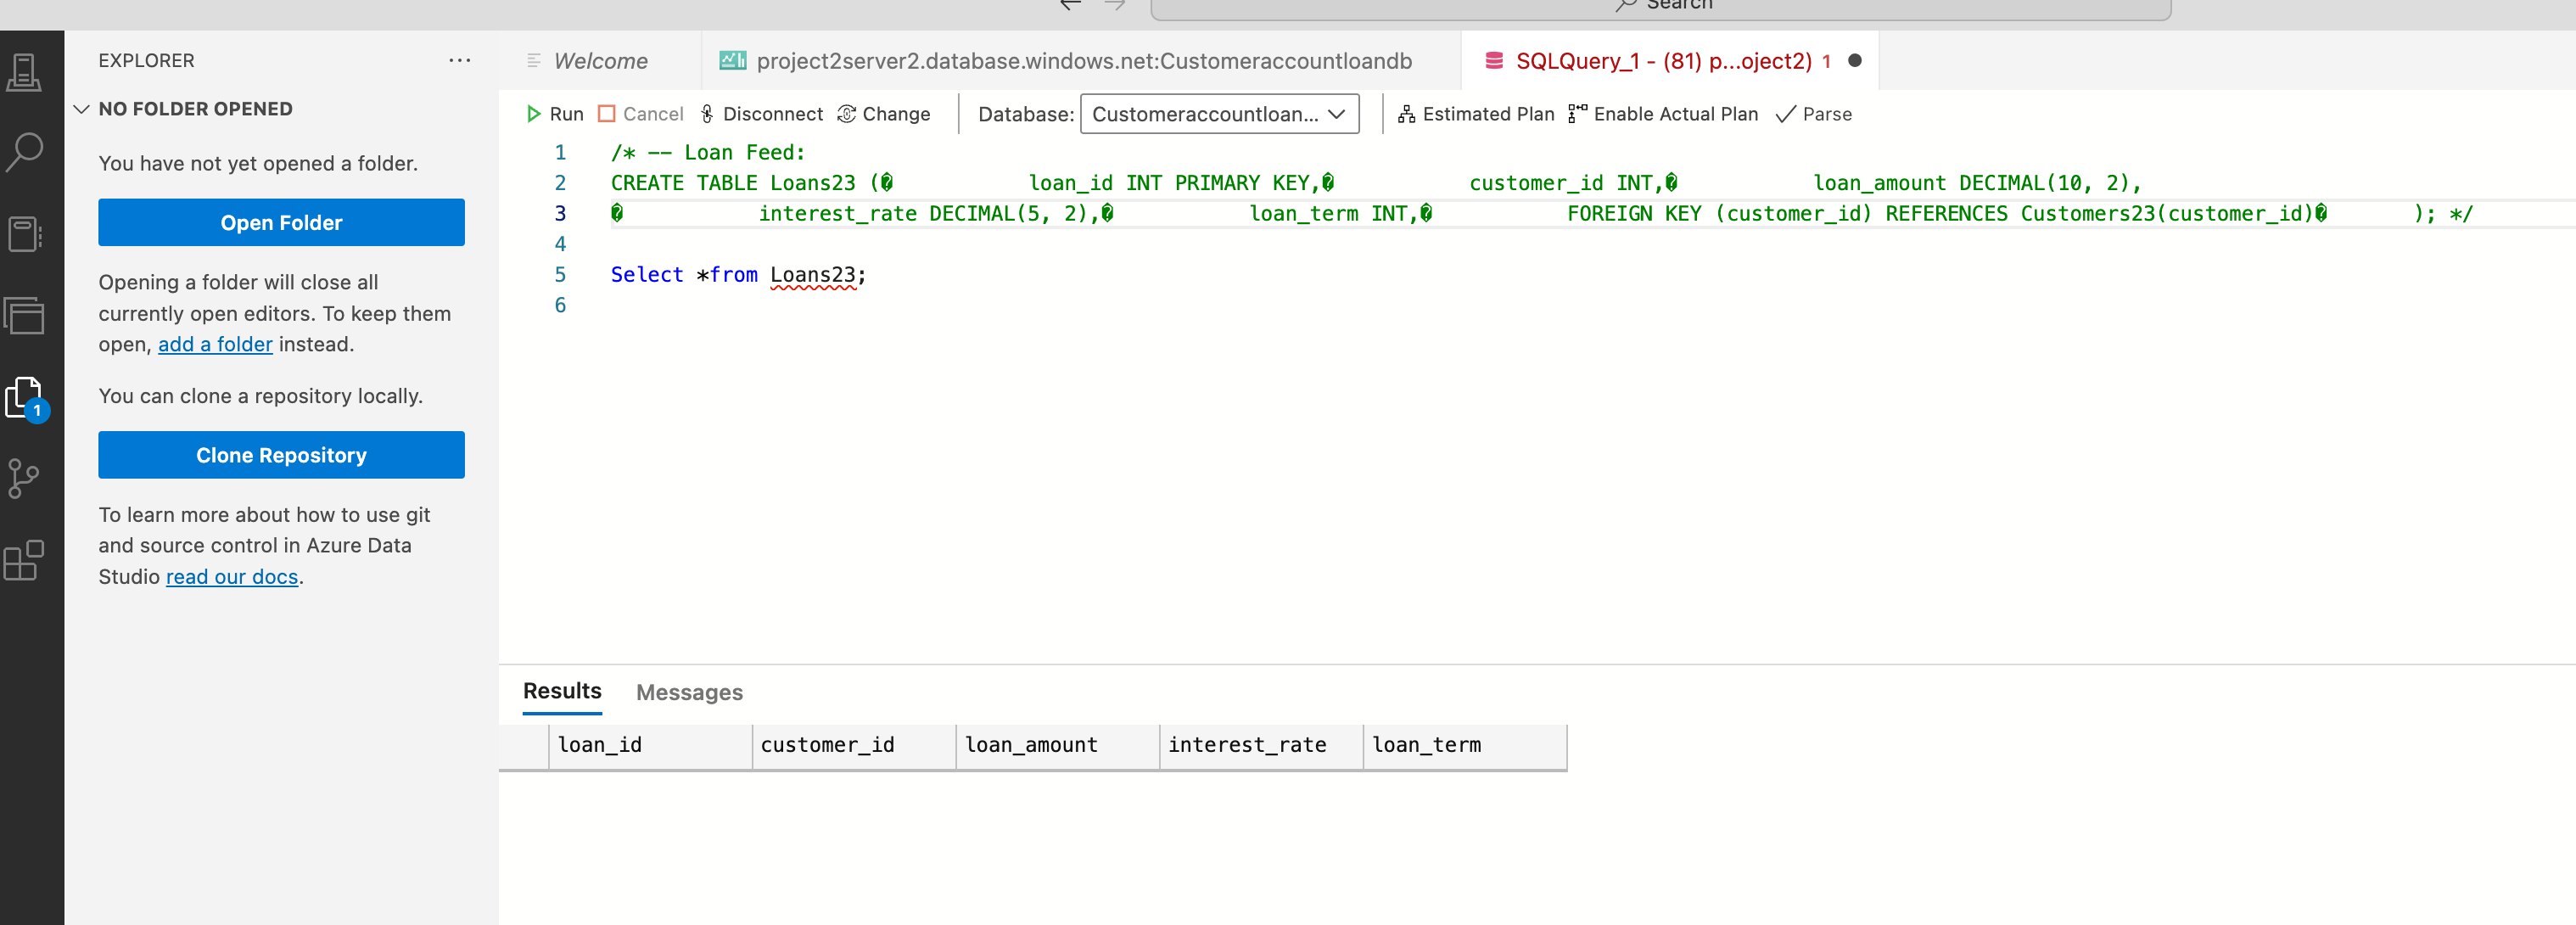 Search
EXPLORER ...
NO FOLDER OPENED
You have not yet opened a folder.
Open Folder
Opening a folder will close all
currently open editors. To keep them
open, add a folder instead.
You can clone a repository locally.
Clone Repository
To learn more about how to use git
and source control in Azure Data
Studio read our docs.
1
Welcome
project2server2.database.windows.net:Customeraccountloandb
SQLQuery_1 - (81) p...oject2) 1
Run Cancel Disconnect Change Database: Customeraccountloan... Estimated Plan Enable Actual Plan Parse
1 /* -- Loan Feed:
2 CREATE TABLE Loans23 (� loan_id INT PRIMARY KEY,� customer_id INT,� loan_amount DECIMAL(10, 2),
3 � interest_rate DECIMAL(5, 2),� loan_term INT,� FOREIGN KEY (customer_id) REFERENCES Customers23(customer_id)� ); */
4
5 Select *from Loans23;
6
Results Messages
loan_id customer_id loan_amount interest_rate loan_term